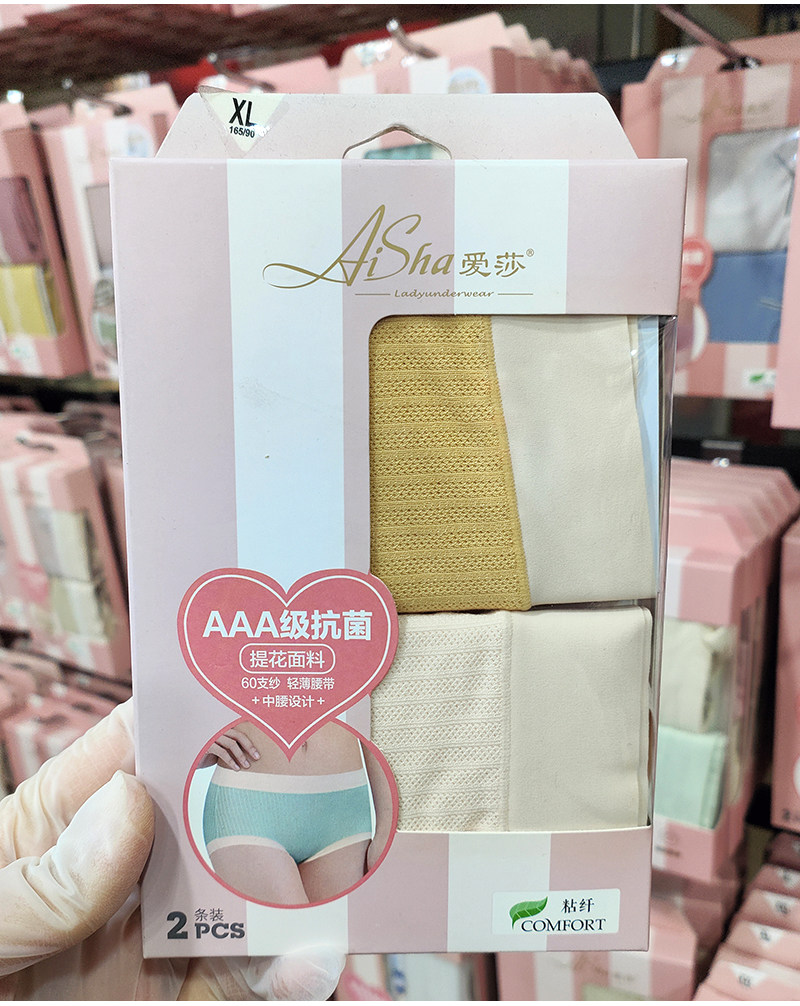 XL
165/90
AiSha爱莎®
Ladyunderwear
AAA级抗菌
提花面料
60支纱 轻薄腰带
+中腰设计+
2条装
PCS
粘纤
COMFORT